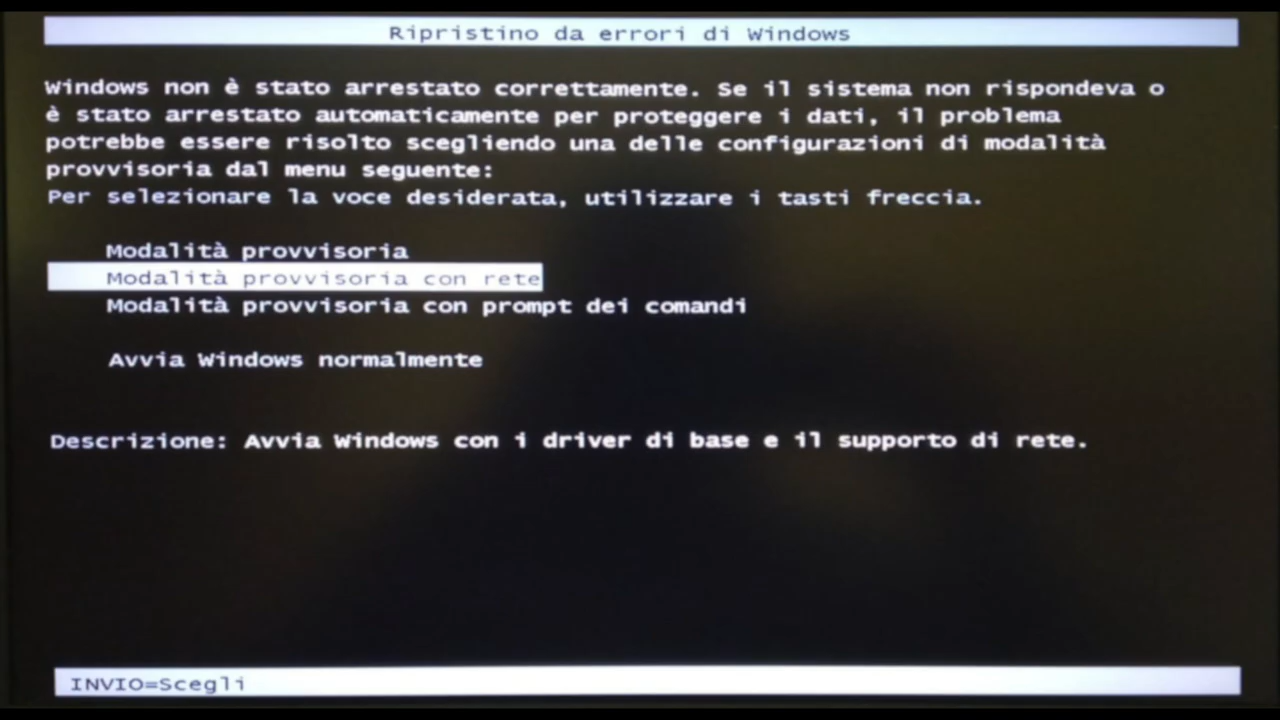 Ripristino da errori di Windows
Windows non è stato arrestato correttamente. Se il sistema non rispondeva o
è stato arrestato automaticamente per proteggere i dati, il problema
potrebbe essere risolto scegliendo una delle configurazioni di modalità
provvisoria dal menu seguente:
Per selezionare la voce desiderata, utilizzare i tasti freccia.
Modalità provvisoria
Modalità provvisoria con rete
Modalità provvisoria con prompt dei comandi
Avvia Windows normalmente
Descrizione: Avvia Windows con i driver di base e il supporto di rete.
INVIO=Scegli